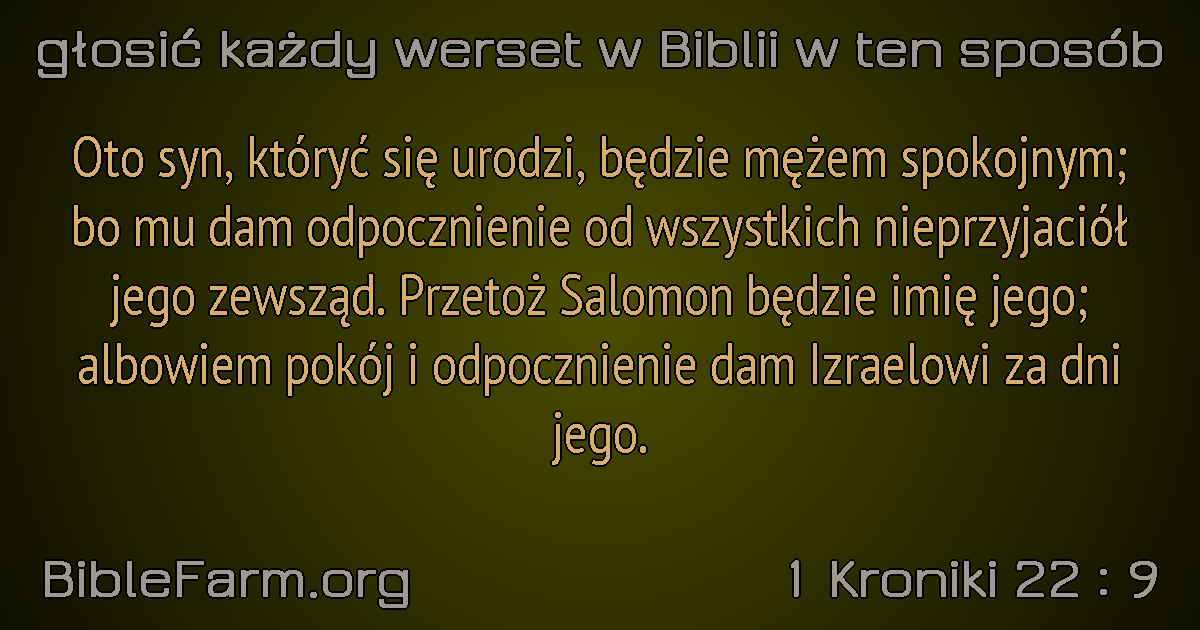 głosić każdy werset w Biblii w ten sposób
Oto syn, któryć się urodzi, będzie mężem spokojnym;
bo mu dam odpocznienie od wszystkich nieprzyjaciół
jego zewsząd. Przetoż Salomon będzie imię jego;
albowiem pokój i odpocznienie dam Izraelowi za dni
jego.
BibleFarm.org
1 Kroniki 22 : 9